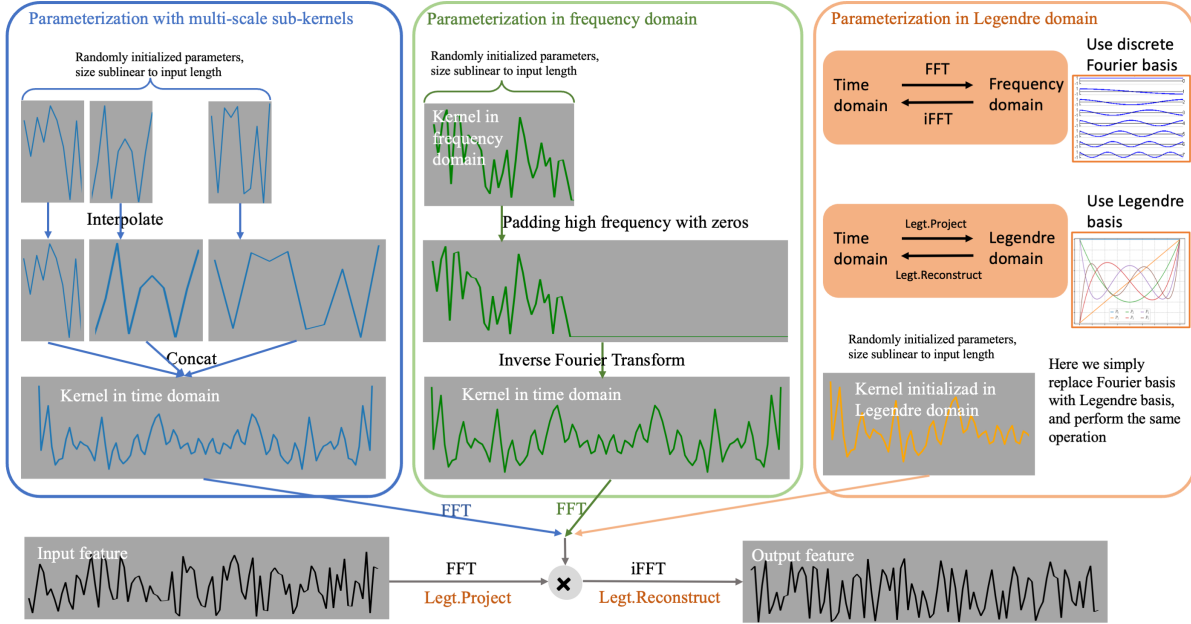 Parameterization with multi-scale sub-kernels
Randomly initialized parameters,
size sublinear to input length
Interpolate
Concat
Kernel in time domain
Parameterization in frequency domain
Randomly initialized parameters,
size sublinear to input length
Kernel in
frequency
domain
Padding high frequency with zeros
Inverse Fourier Transform
Kernel in time domain
Parameterization in Legendre domain
Time
domain
FFT
iFFT
Frequency
domain
Use discrete
Fourier basis
Time
domain
Legt.Project
Legt.Reconstruct
Legendre
domain
Use Legendre
basis
Randomly initialized parameters,
size sublinear to input length
Kernel initializad in
Legendre domain
Here we simply
replace Fourier basis
with Legendre basis,
and perform the same
operation
FFT
FFT
Input feature
FFT
Legt.Project
iFFT
Legt.Reconstruct
Output feature